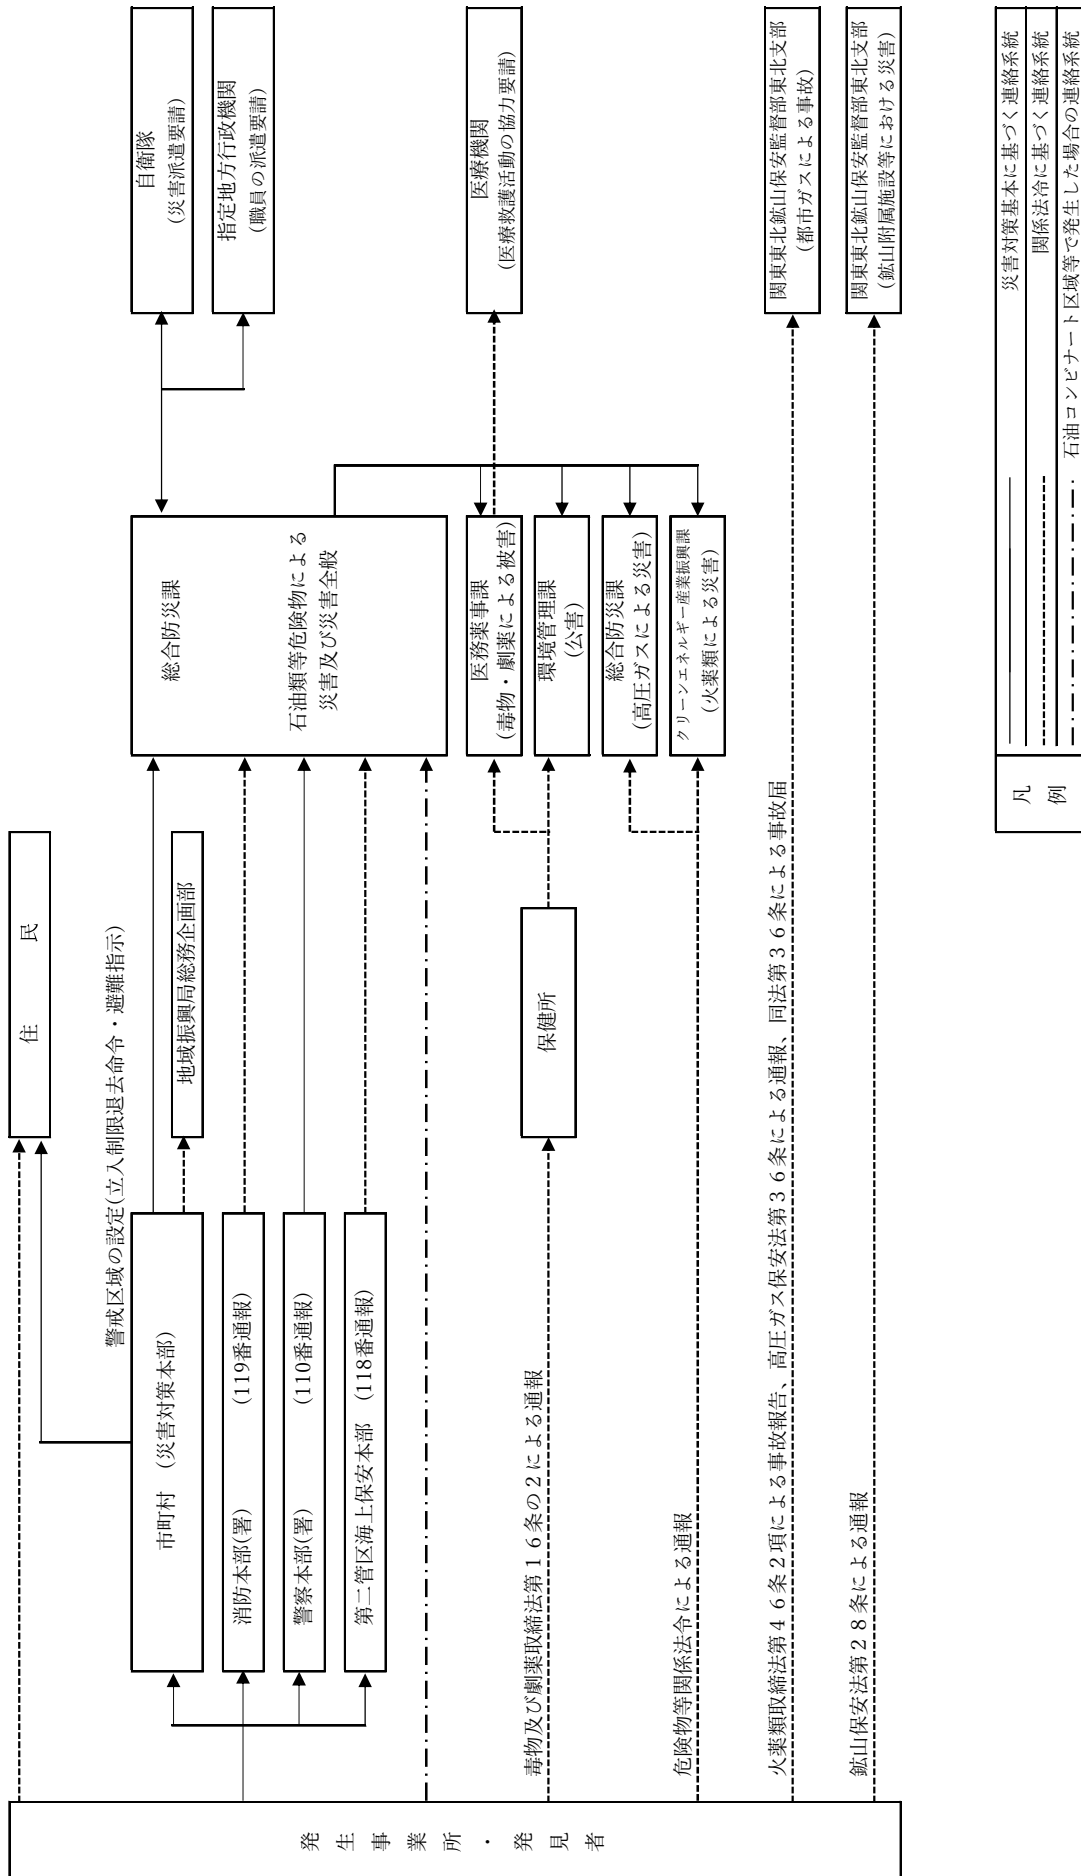 発生事業所・発見者
住　　民
警戒区域の設定(立入制限退去命令・避難指示)
市町村　(災害対策本部)
地域振興局総務企画部
消防本部(署)　　(119番通報)
警察本部(署)　　(110番通報)
第二管区海上保安本部　(118番通報)
総合防災課
石油類等危険物による
災害及び災害全般
自衛隊
(災害派遣要請)
指定地方行政機関
(職員の派遣要請)
毒物及び劇薬取締法第１６条の２による通報
保健所
医務薬事課
(毒物・劇薬による被害)
医療機関
(医療救護活動の協力要請)
環境管理課
(公害)
総合防災課
(高圧ガスによる災害)
危険物等関係法令による通報
クリーンエネルギー産業振興課
(火薬類による災害)
火薬類取締法第４６条２項による事故報告、高圧ガス保安法第３６条による通報、同法第３６条による事故届
関東東北鉱山保安監督部東北支部
(都市ガスによる事故)
鉱山保安法第２８条による通報
関東東北鉱山保安監督部東北支部
(鉱山附属施設等における災害)
凡
例
災害対策基本に基づく連絡系統
関係法冷に基づく連絡系統
石油コンビナート区域等で発生した場合の連絡系統